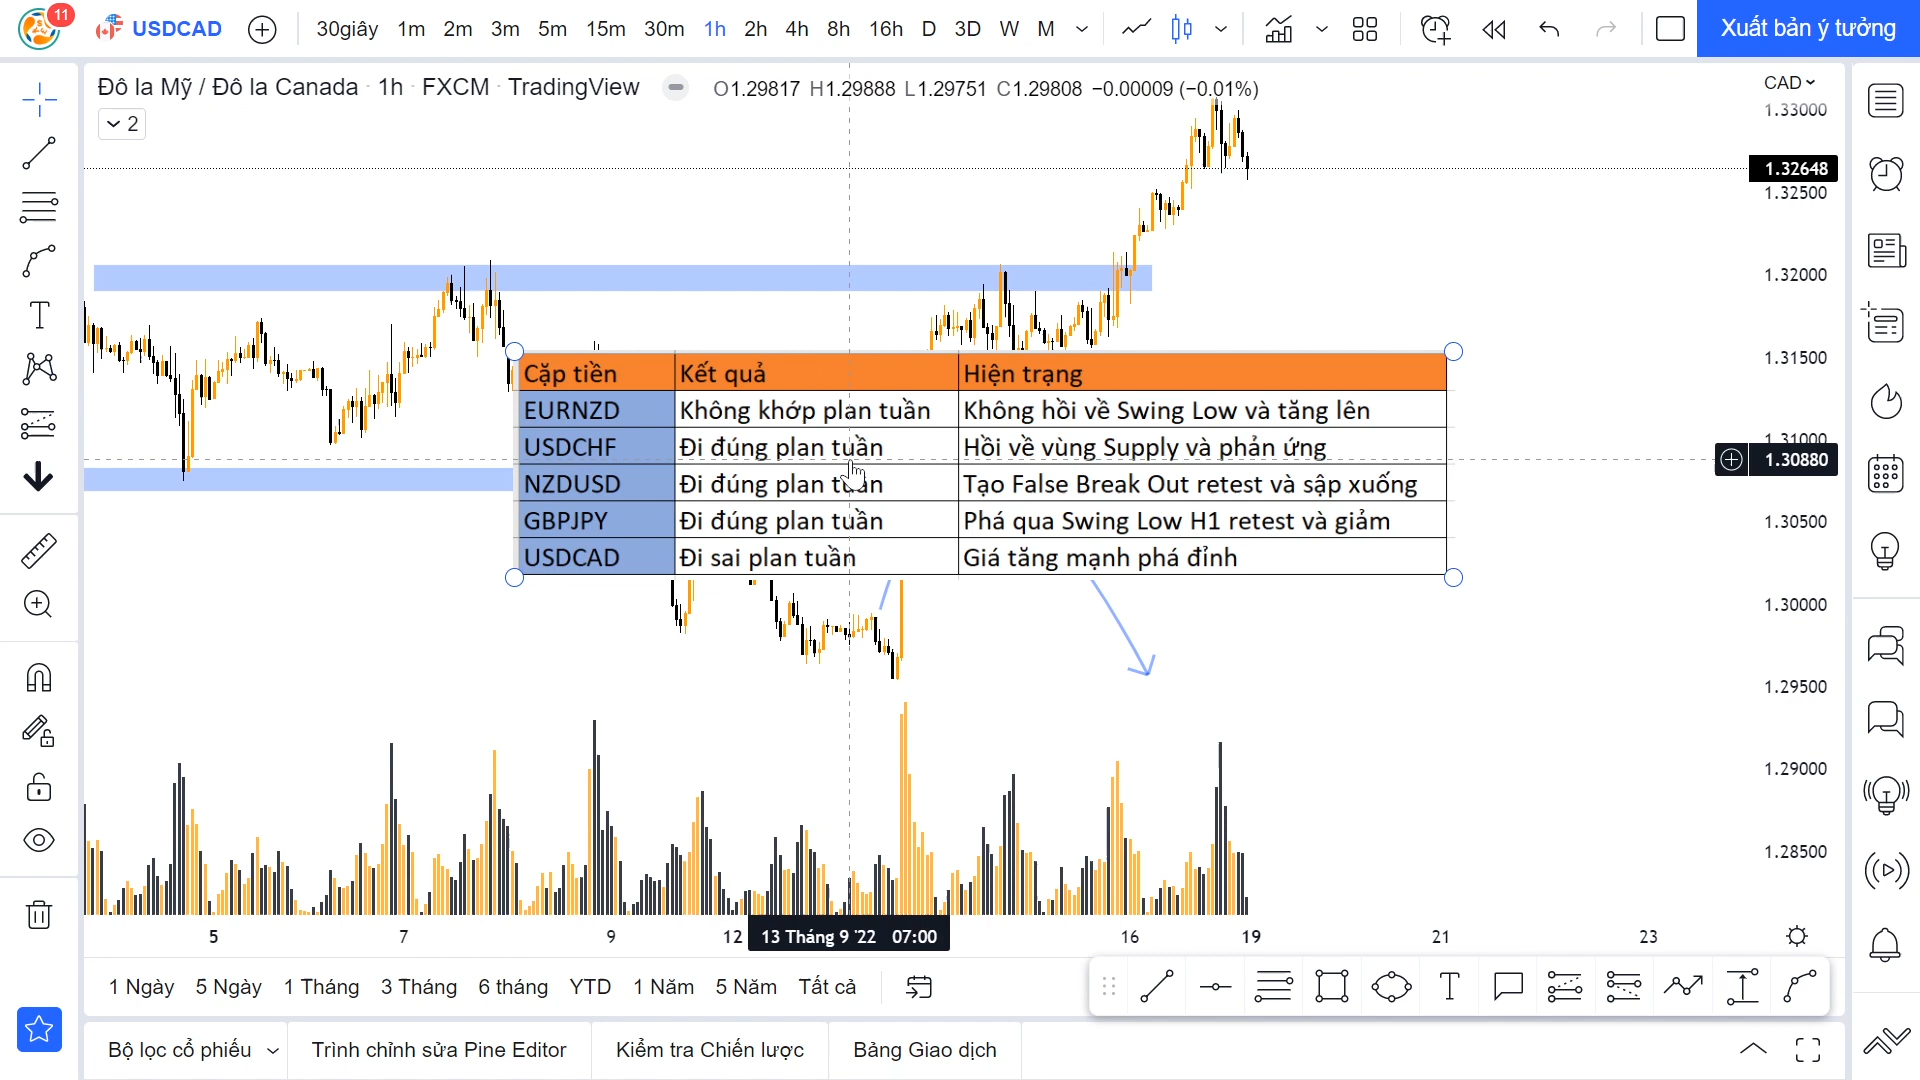 11
USDCAD
30giây 1m 2m 3m 5m 15m 30m 1h 2h 4h 8h 16h D 3D W M
Xuất bản ý tưởng
Đô la Mỹ / Đô la Canada · 1h · FXCM · TradingView
O1.29817 H1.29888 L1.29751 C1.29808 −0.00009 (−0.01%)
2
CAD
1.33000
1.32648
1.32500
1.32000
1.31500
1.31000
1.30880
1.30500
1.30000
1.29500
1.29000
1.28500
Cặp tiền Kết quả Hiện trạng
EURNZD Không khớp plan tuần Không hồi về Swing Low và tăng lên
USDCHF Đi đúng plan tuần Hồi về vùng Supply và phản ứng
NZDUSD Đi đúng plan tuần Tạo False Break Out retest và sập xuống
GBPJPY Đi đúng plan tuần Phá qua Swing Low H1 retest và giảm
USDCAD Đi sai plan tuần Giá tăng mạnh phá đỉnh
5 7 9 12 13 Tháng 9 '22 07:00 16 19 21 23
1 Ngày 5 Ngày 1 Tháng 3 Tháng 6 tháng YTD 1 Năm 5 Năm Tất cả
Bộ lọc cổ phiếu Trình chỉnh sửa Pine Editor Kiểm tra Chiến lược Bảng Giao dịch